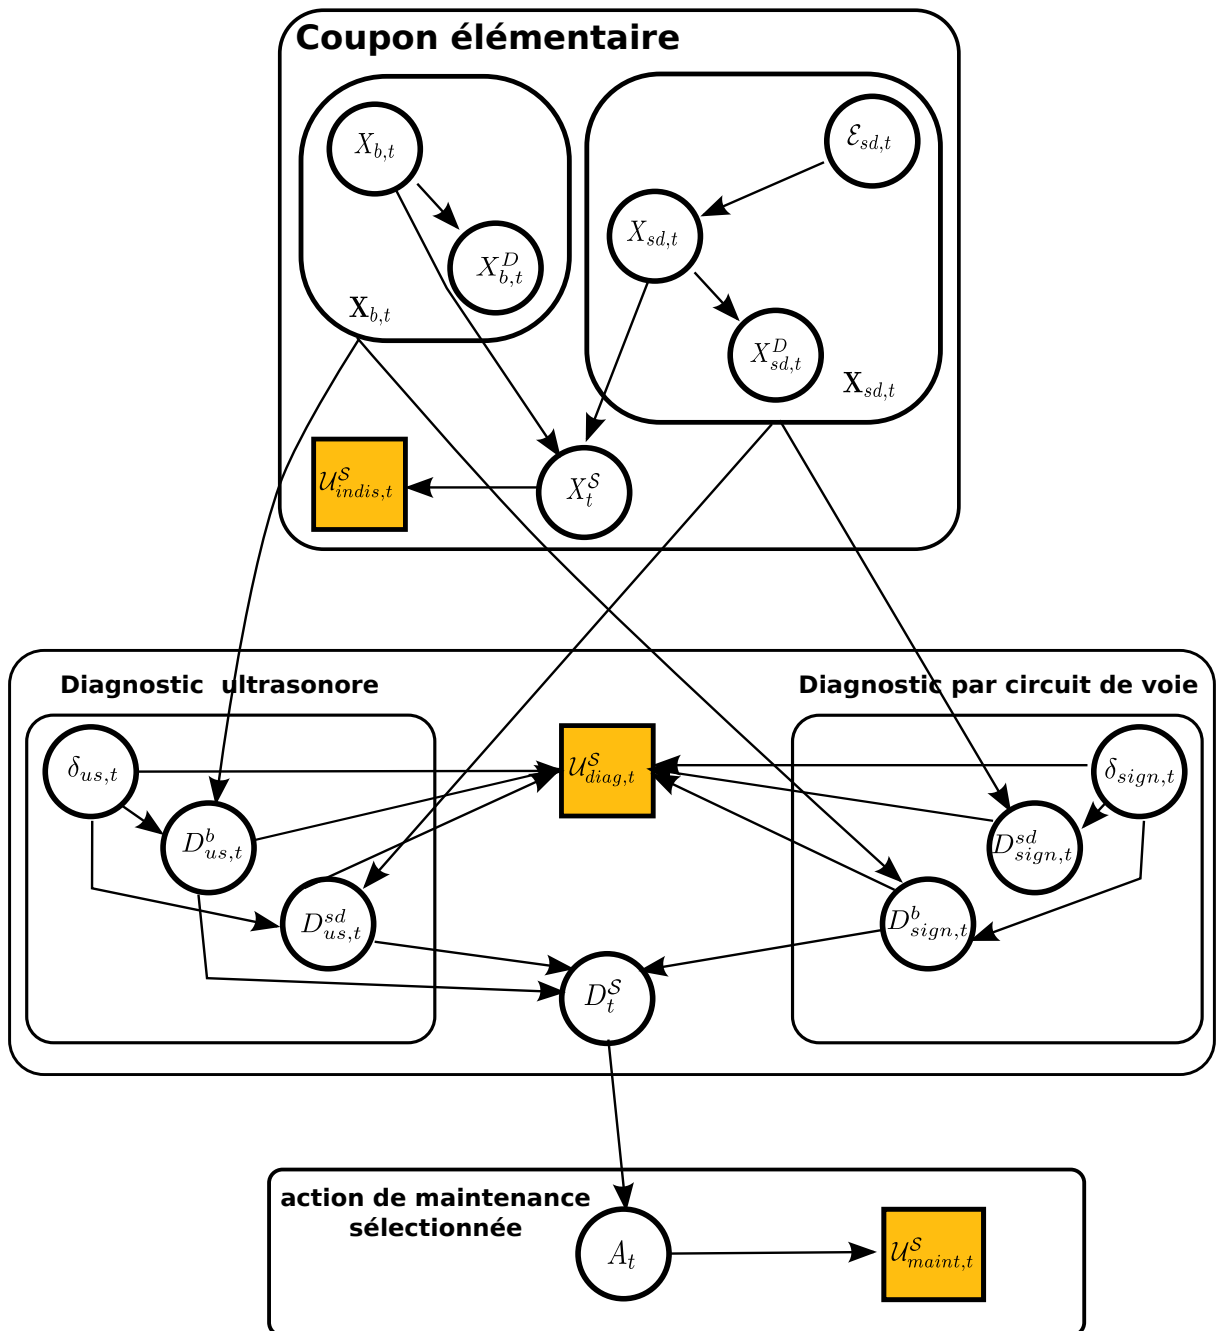 Coupon élémentaire
X_{b,t}
ℰ_{sd,t}
X_{sd,t}
X^D_{b,t}
𝐗_{b,t}
X^D_{sd,t}
𝐗_{sd,t}
𝒰^𝒮_{indis,t}
X^𝒮_t
Diagnostic ultrasonore
Diagnostic par circuit de voie
δ_{us,t}
𝒰^𝒮_{diag,t}
δ_{sign,t}
D^b_{us,t}
D^{sd}_{sign,t}
D^{sd}_{us,t}
D^b_{sign,t}
D^𝒮_t
action de maintenance
sélectionnée
A_t
𝒰^𝒮_{maint,t}